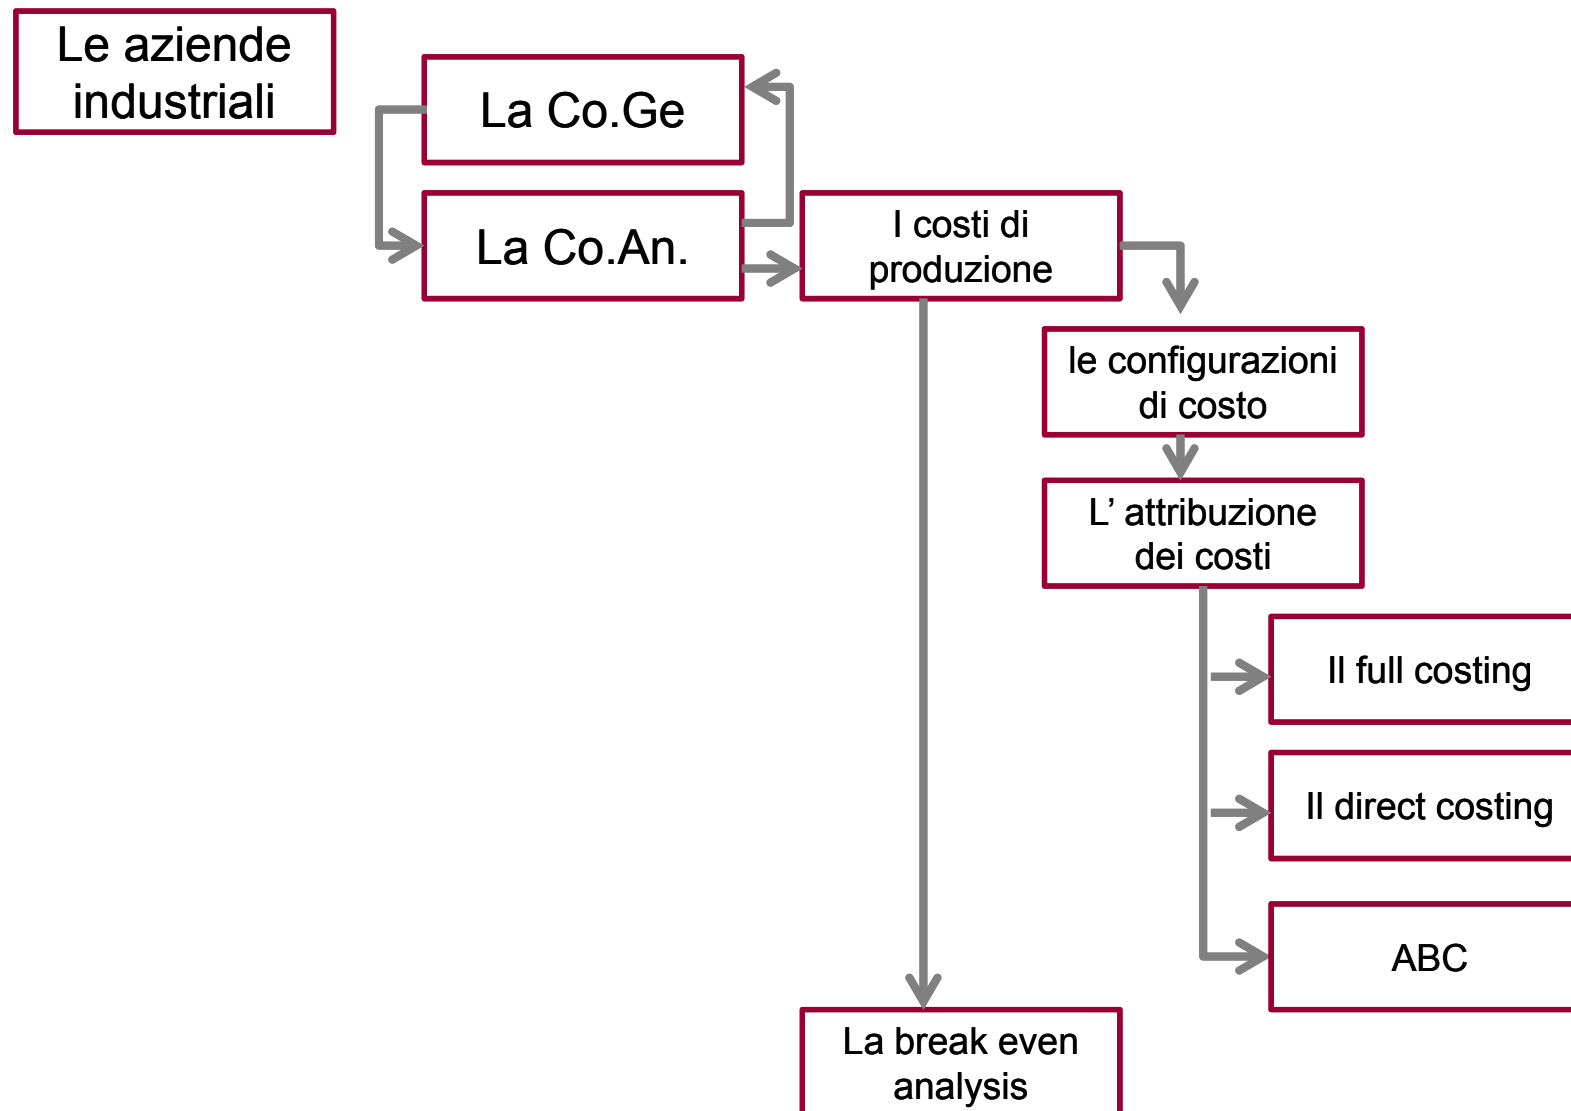 Le aziende
industriali
La Co.Ge
La Co.An.
I costi di
produzione
le configurazioni
di costo
L’ attribuzione
dei costi
Il full costing
Il direct costing
ABC
La break even
analysis